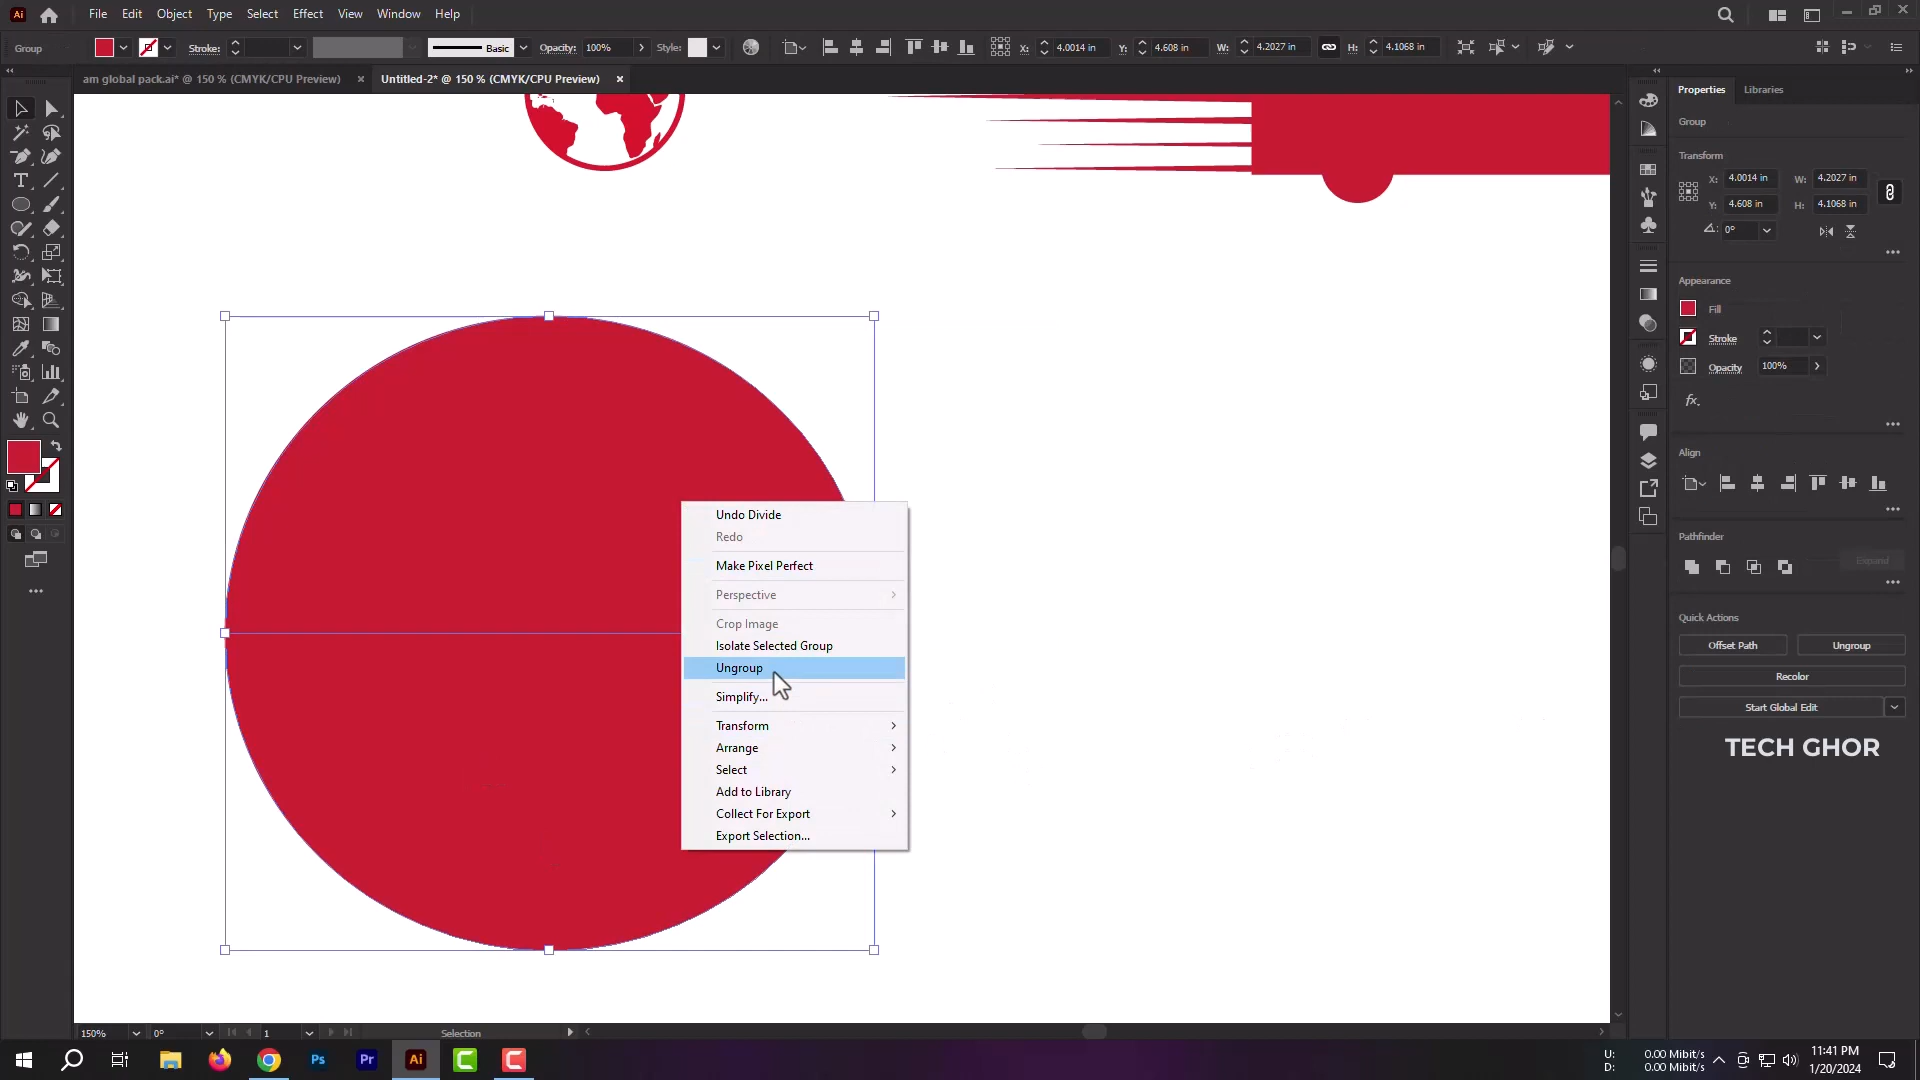 Ai File Edit Object Type Select Effect View Window Help
Group Stroke: Basic Opacity: 100% Style: X: 4.0014 in Y: 4.608 in W: 4.2027 in H: 4.1068 in
am global pack.ai* @ 150 % (CMYK/CPU Preview) × Untitled-2* @ 150 % (CMYK/CPU Preview) ×
Properties Libraries
Group
Transform
X: 4.0014 in W: 4.2027 in
Y: 4.608 in H: 4.1068 in
0°
Appearance
Fill
Stroke
Opacity 100%
fx.
Align
Pathfinder
Expand
Quick Actions
Offset Path Ungroup
Recolor
Start Global Edit
TECH GHOR
Undo Divide
Redo
Make Pixel Perfect
Perspective
Crop Image
Isolate Selected Group
Ungroup
Simplify...
Transform
Arrange
Select
Add to Library
Collect For Export
Export Selection...
150% 0° 1 Selection
Ps Pr Ai
U: 0.00 Mibit/s
D: 0.00 Mibit/s
11:41 PM
1/20/2024